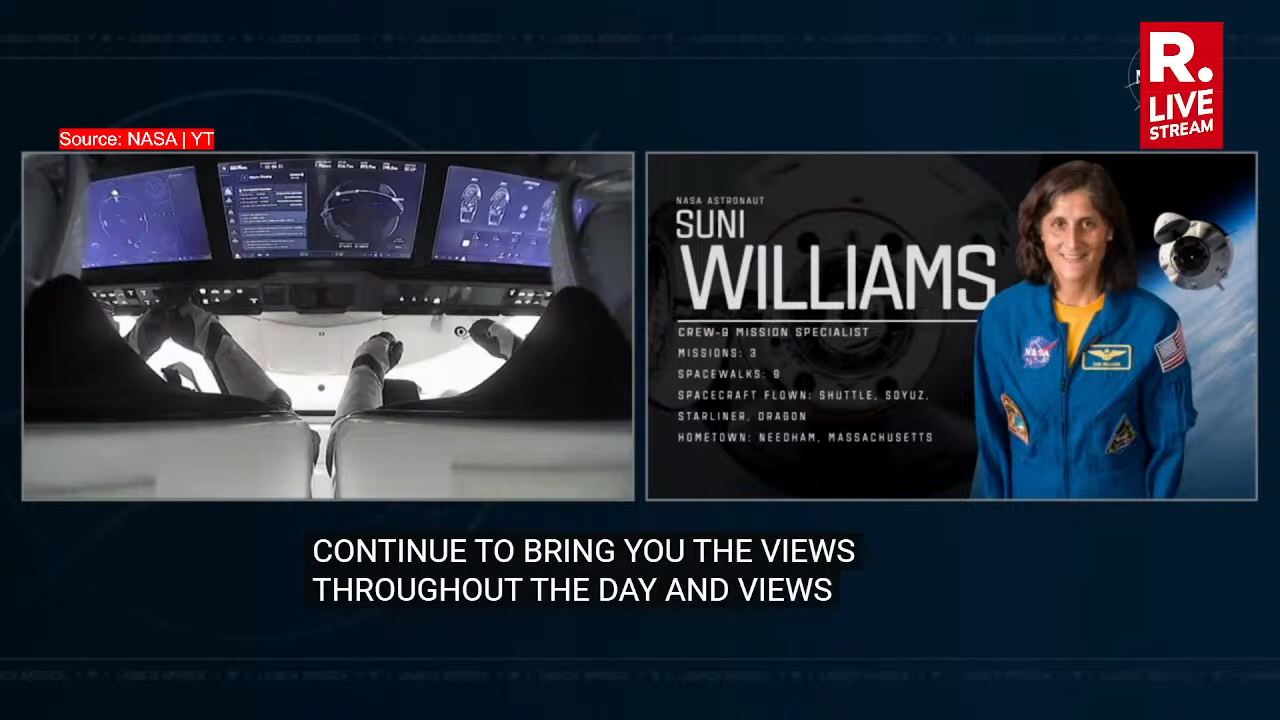 R.
LIVE
STREAM
Source: NASA | YT
NASA ASTRONAUT
SUNI
WILLIAMS
CREW-9 MISSION SPECIALIST
MISSIONS: 3
SPACEWALKS: 9
SPACECRAFT FLOWN: SHUTTLE, SOYUZ,
STARLINER, DRAGON
HOMETOWN: NEEDHAM, MASSACHUSETTS
NASA
CONTINUE TO BRING YOU THE VIEWS
THROUGHOUT THE DAY AND VIEWS